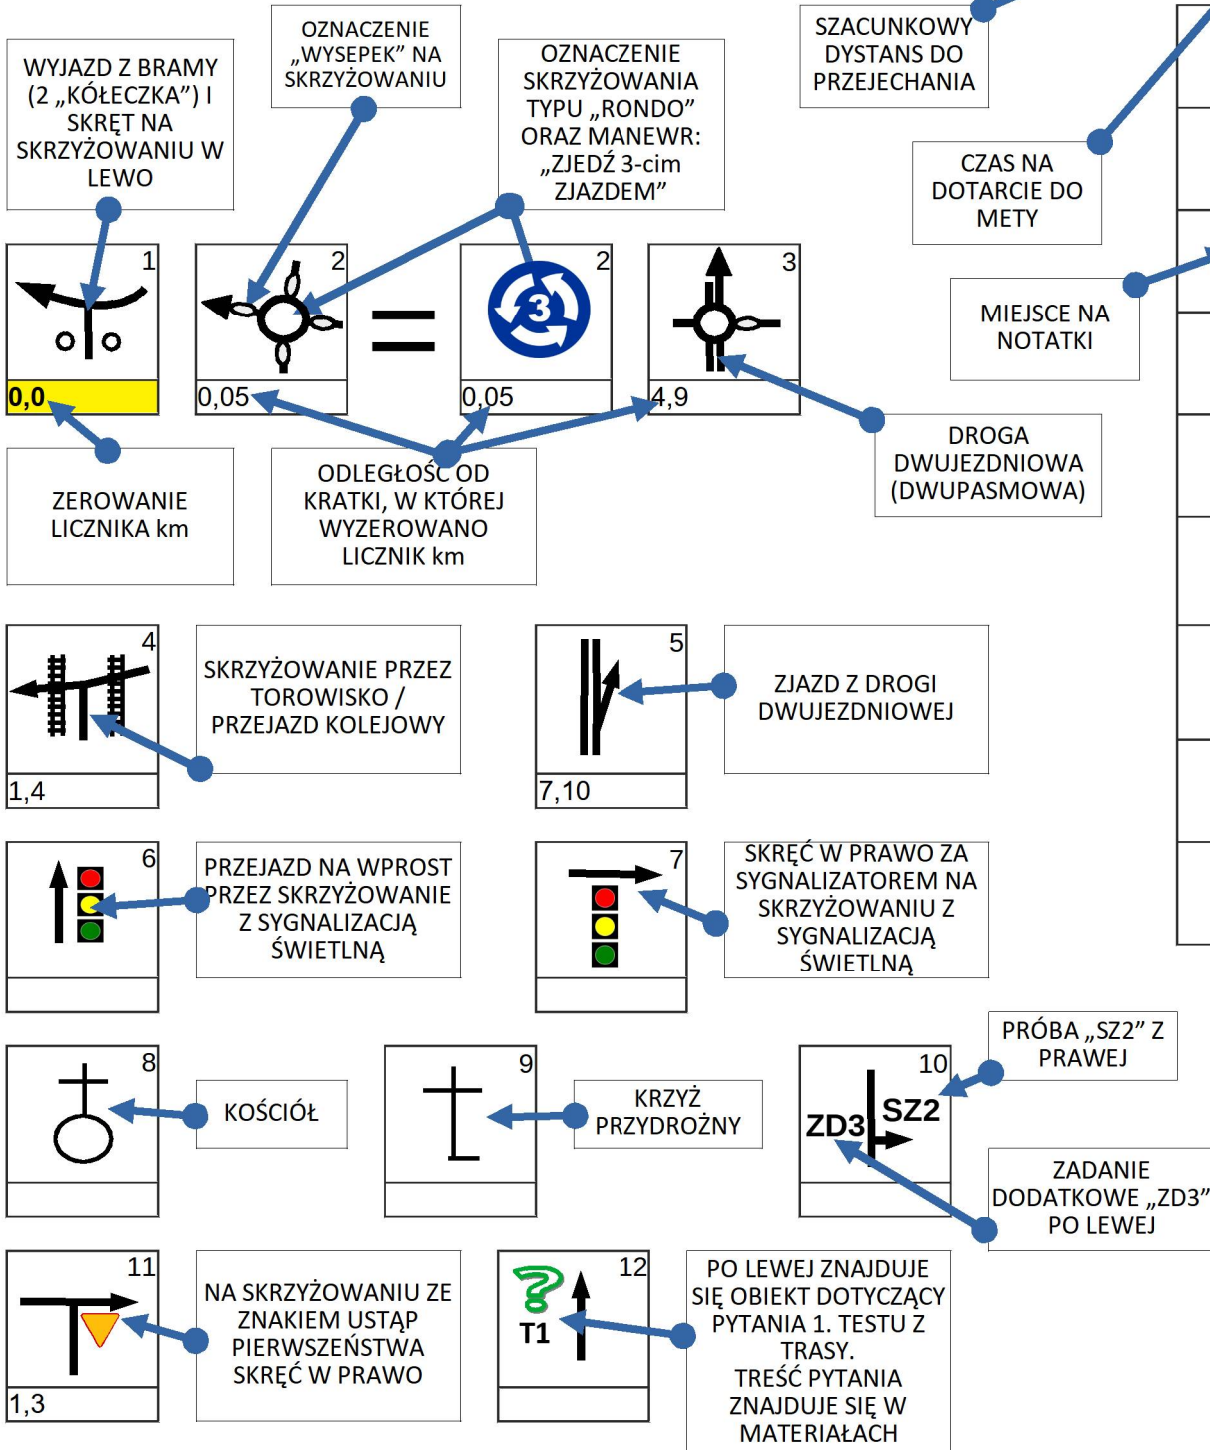 OZNACZENIE
„WYSEPEK” NA
SKRZYŻOWANIU
SZACUNKOWY
DYSTANS DO
PRZEJECHANIA
WYJAZD Z BRAMY
(2 „KÓŁECZKA”) I
SKRĘT NA
SKRZYŻOWANIU W
LEWO
OZNACZENIE
SKRZYŻOWANIA
TYPU „RONDO”
ORAZ MANEWR:
„ZJEDŹ 3-cim
ZJAZDEM”
CZAS NA
DOTARCIE DO
METY
MIEJSCE NA
NOTATKI
1
0,0
2
0,05
=
2
3
0,05
3
4,9
ZEROWANIE
LICZNIKA km
ODLEGŁOŚĆ OD
KRATKI, W KTÓREJ
WYZEROWANO
LICZNIK km
DROGA
DWUJEZDNIOWA
(DWUPASMOWA)
4
1,4
SKRZYŻOWANIE PRZEZ
TOROWISKO /
PRZEJAZD KOLEJOWY
5
7,10
ZJAZD Z DROGI
DWUJEZDNIOWEJ
6
PRZEJAZD NA WPROST
PRZEZ SKRZYŻOWANIE
Z SYGNALIZACJĄ
ŚWIETLNĄ
7
SKRĘĆ W PRAWO ZA
SYGNALIZATOREM NA
SKRZYŻOWANIU Z
SYGNALIZACJĄ
ŚWIETLNĄ
8
KOŚCIÓŁ
9
KRZYŻ
PRZYDROŻNY
10
ZD3
SZ2
PRÓBA „SZ2” Z
PRAWEJ
ZADANIE
DODATKOWE „ZD3”
PO LEWEJ
11
1,3
NA SKRZYŻOWANIU ZE
ZNAKIEM USTĄP
PIERWSZEŃSTWA
SKRĘĆ W PRAWO
12
?
T1
PO LEWEJ ZNAJDUJE
SIĘ OBIEKT DOTYCZĄCY
PYTANIA 1. TESTU Z
TRASY.
TREŚĆ PYTANIA
ZNAJDUJE SIĘ W
MATERIAŁACH